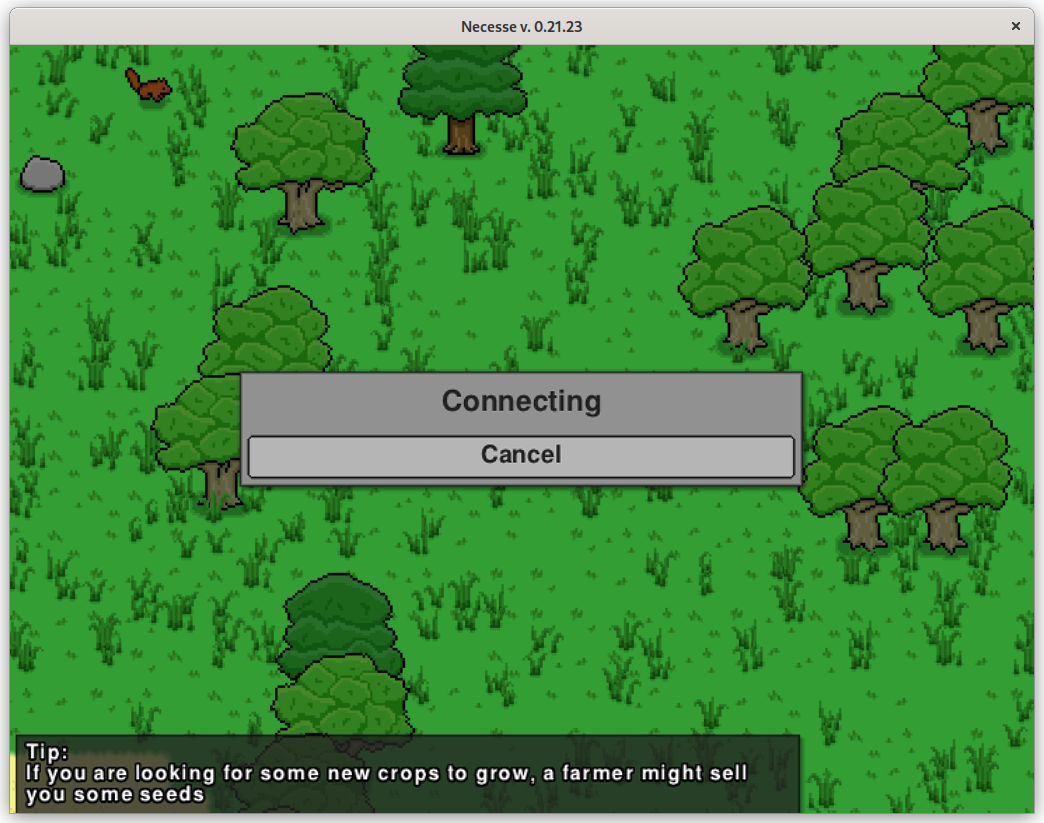 Necesse v. 0.21.23
×
Connecting
Cancel
Tip:
If you are looking for some new crops to grow, a farmer might sell
you some seeds